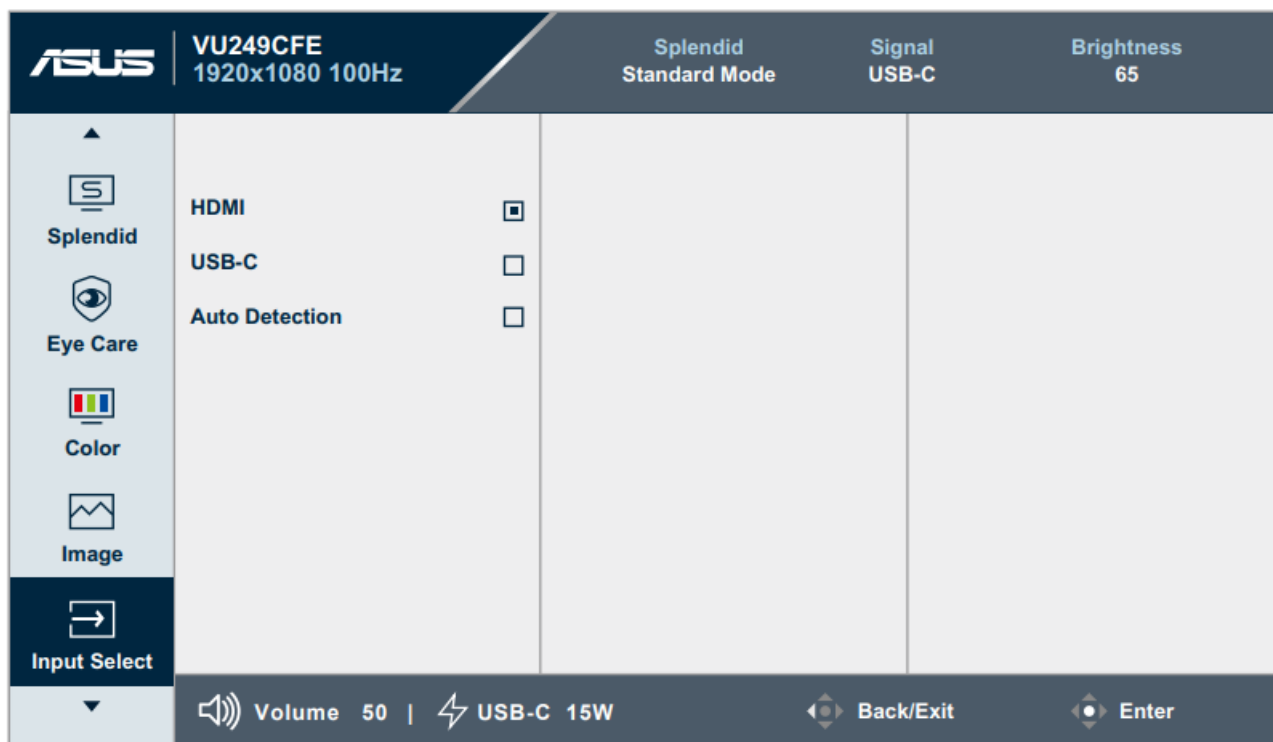 ASUS
VU249CFE
1920x1080 100Hz
Splendid
Standard Mode
Signal
USB-C
Brightness
65
S
Splendid
Eye Care
Color
Image
Input Select
HDMI
USB-C
Auto Detection
Volume 50 | USB-C 15W
Back/Exit
Enter